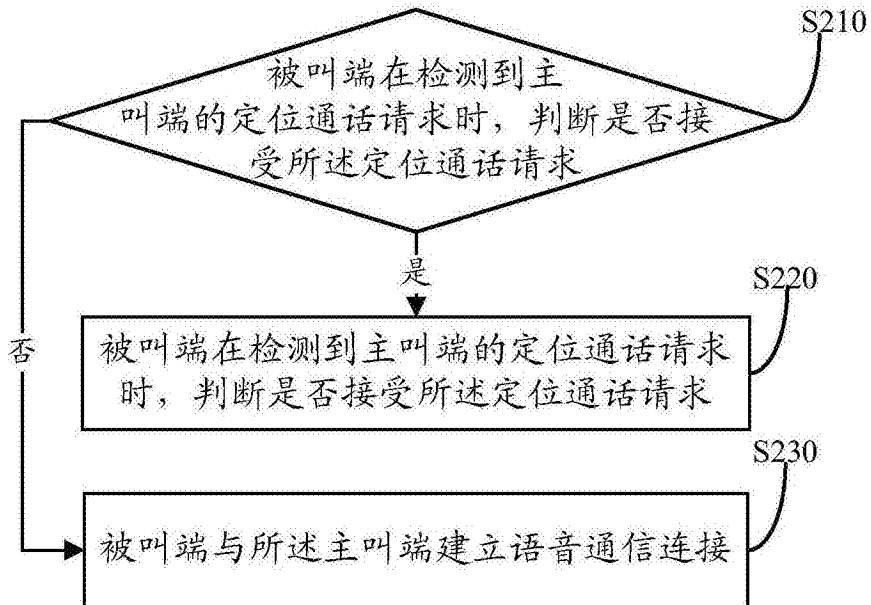 S210
被叫端在检测到主
叫端的定位通话请求时，判断是否接
受所述定位通话请求
是
S220
否
被叫端在检测到主叫端的定位通话请求
时，判断是否接受所述定位通话请求
S230
被叫端与所述主叫端建立语音通信连接